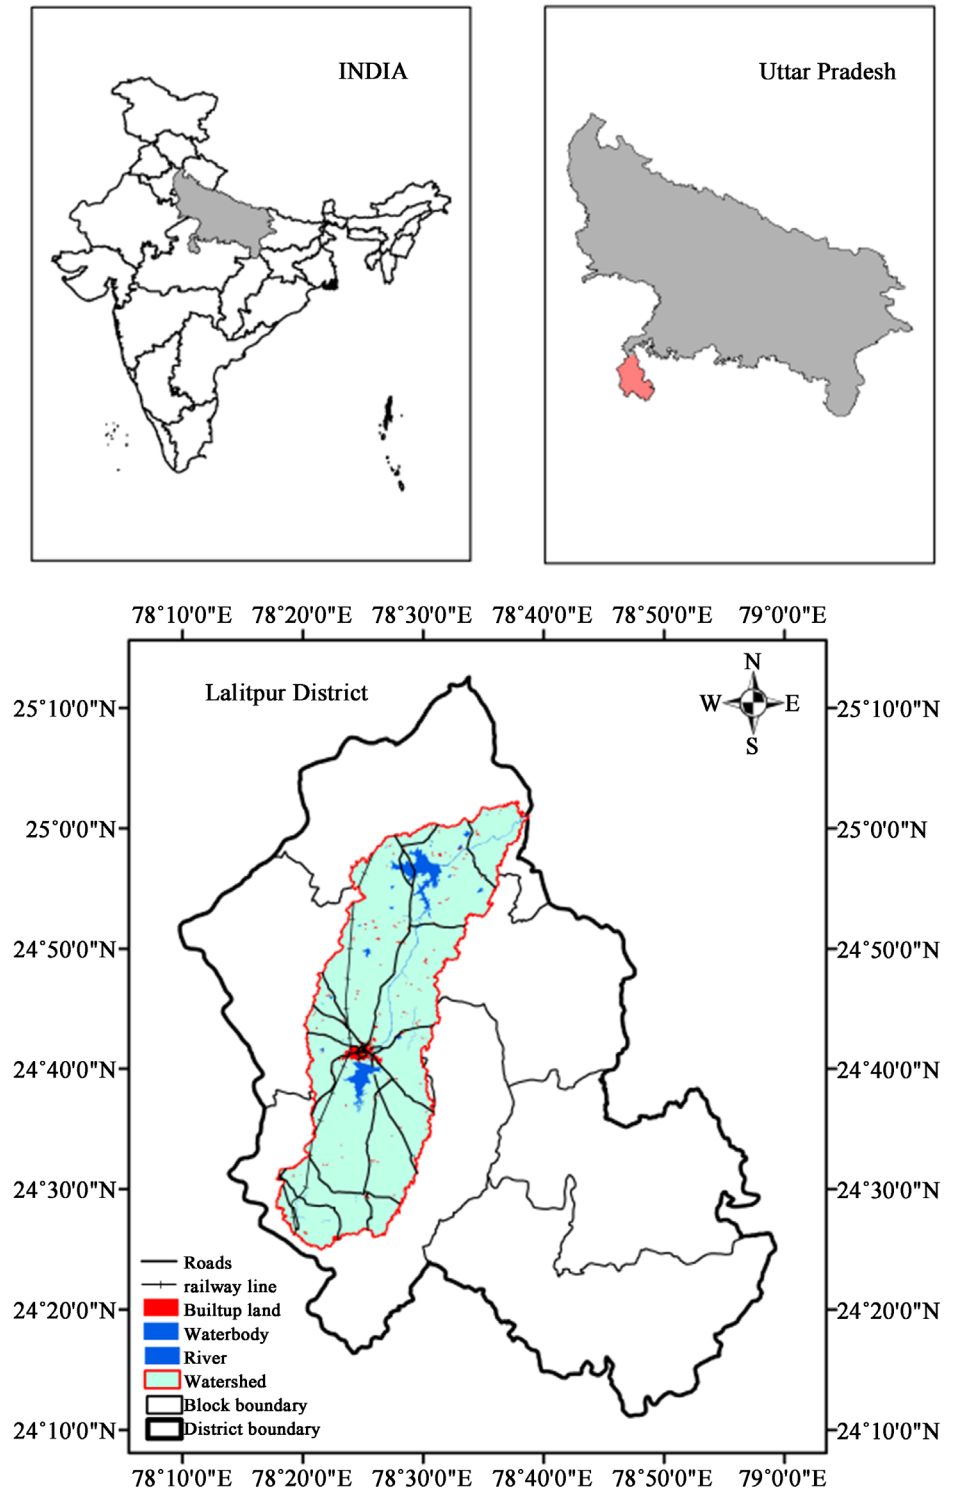 INDIA
Uttar Pradesh
78°10'0"E 78°20'0"E 78°30'0"E 78°40'0"E 78°50'0"E 79°0'0"E
Lalitpur District
N
W E
S
25°10'0"N 25°10'0"N
25°0'0"N 25°0'0"N
24°50'0"N 24°50'0"N
24°40'0"N 24°40'0"N
24°30'0"N 24°30'0"N
Roads
railway line
Builtup land
24°20'0"N 24°20'0"N
Waterbody
River
Watershed
Block boundary
District boundary
24°10'0"N 24°10'0"N
78°10'0"E 78°20'0"E 78°30'0"E 78°40'0"E 78°50'0"E 79°0'0"E